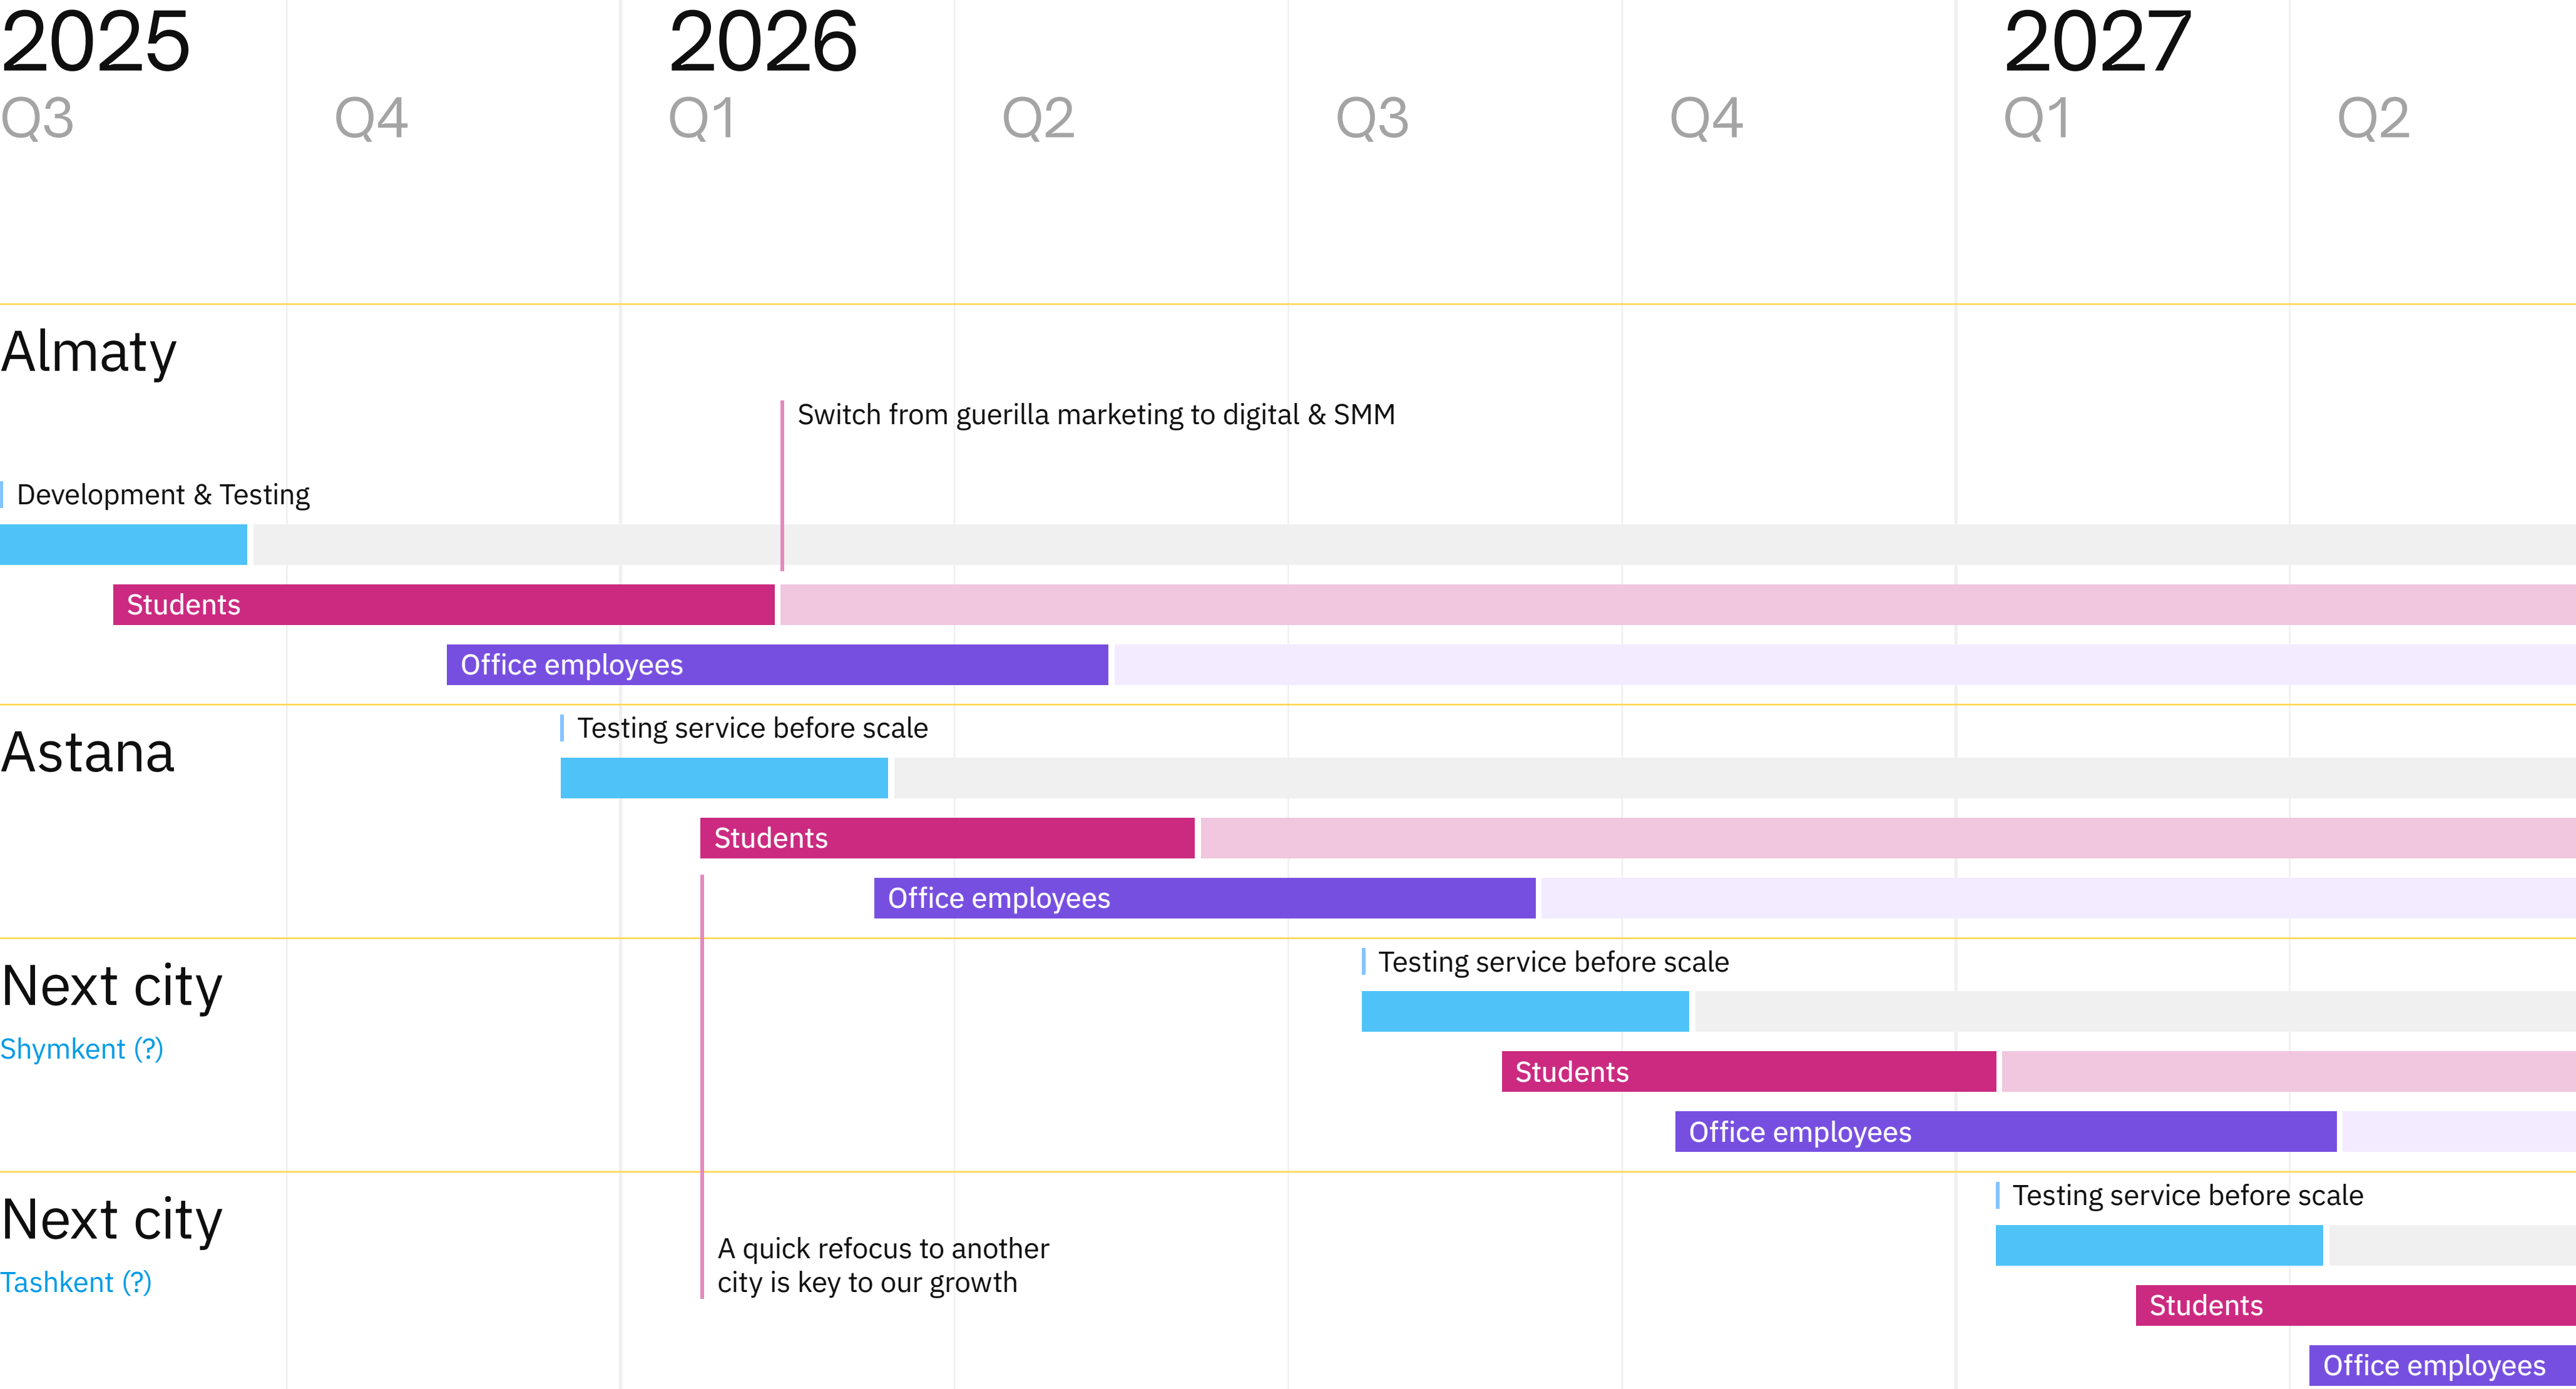 2025
2026
2027
Q3
Q4
Q1
Q2
Q3
Q4
Q1
Q2
Almaty
Switch from guerilla marketing to digital & SMM
Development & Testing
Students
Office employees
Astana
Testing service before scale
Students
Office employees
Next city
Shymkent (?)
Testing service before scale
Students
Office employees
Next city
Tashkent (?)
Testing service before scale
A quick refocus to another
city is key to our growth
Students
Office employees